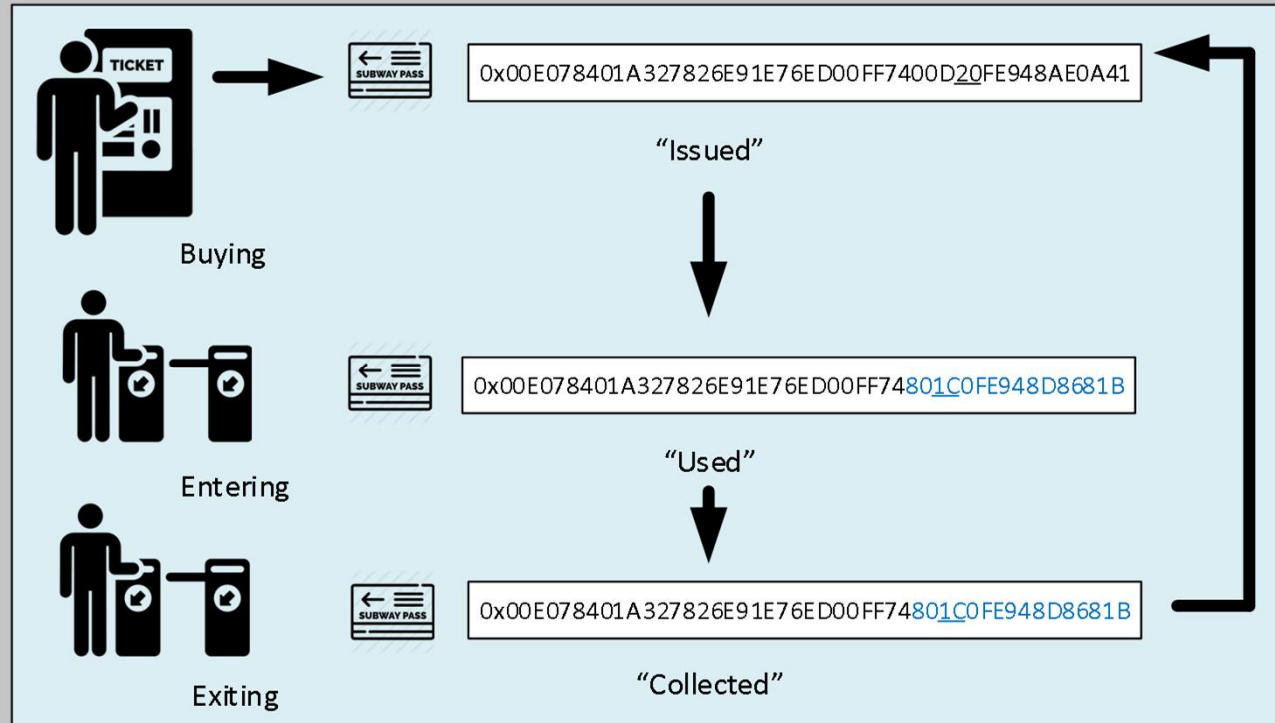 TICKET
SUBWAY PASS
0x00E078401A327826E91E76ED00FF7400D20FE948AE0A41
“Issued”
Buying
SUBWAY PASS
0x00E078401A327826E91E76ED00FF74801C0FE948D8681B
“Used”
Entering
SUBWAY PASS
0x00E078401A327826E91E76ED00FF74801C0FE948D8681B
“Collected”
Exiting